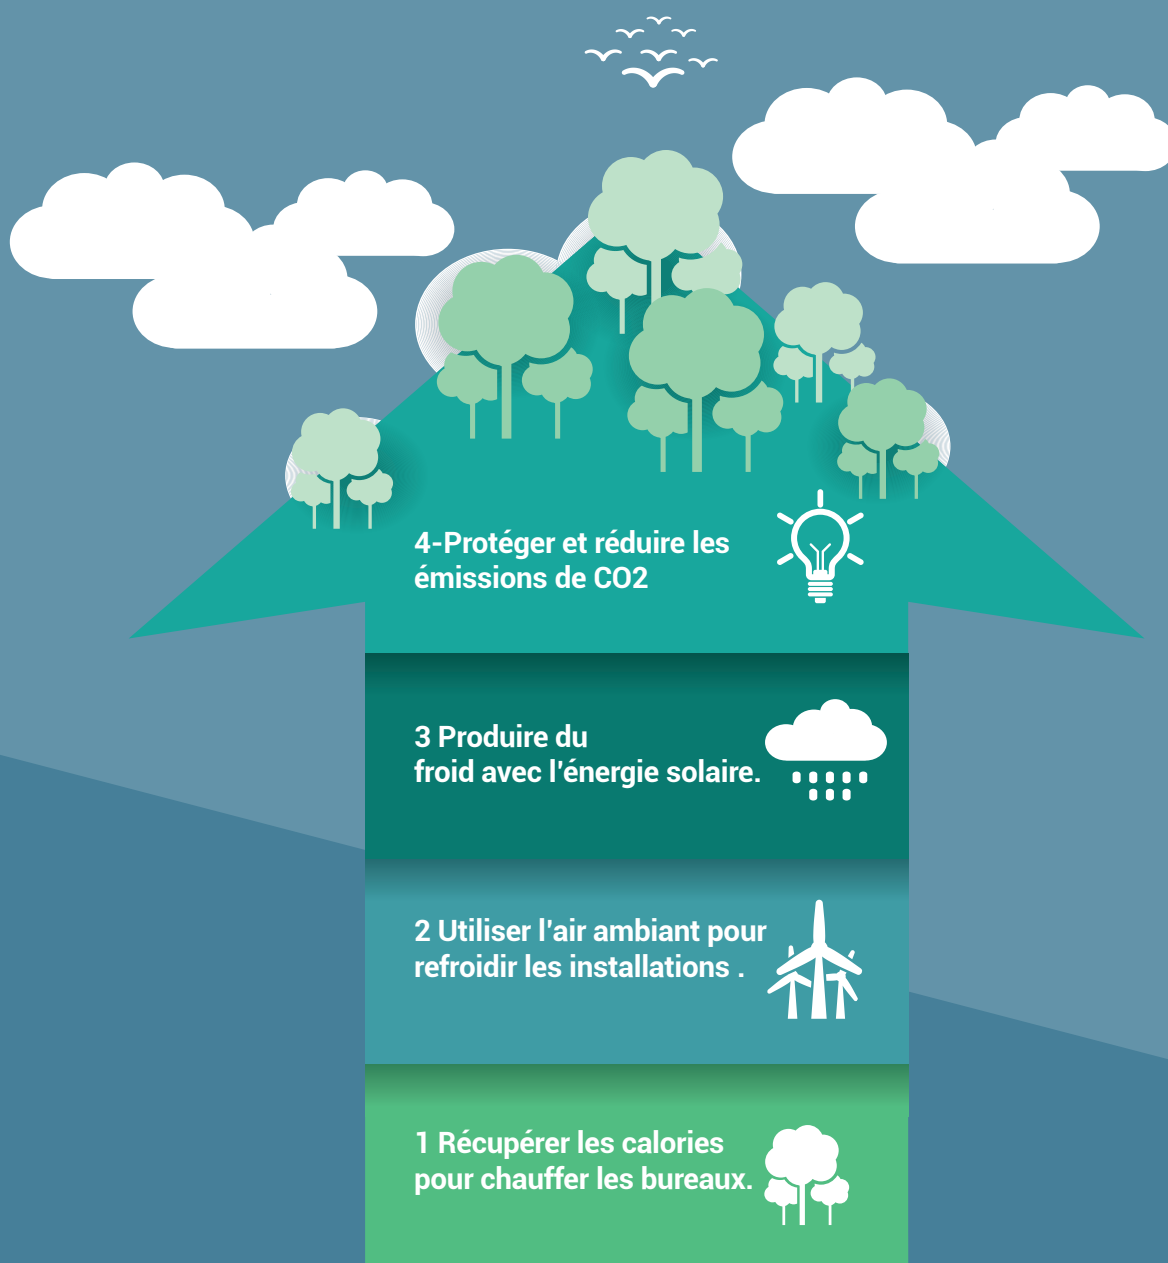 4-Protéger et réduire les
émissions de CO2
3 Produire du
froid avec l'énergie solaire.
2 Utiliser l'air ambiant pour
refroidir les installations .
1 Récupérer les calories
pour chauffer les bureaux.